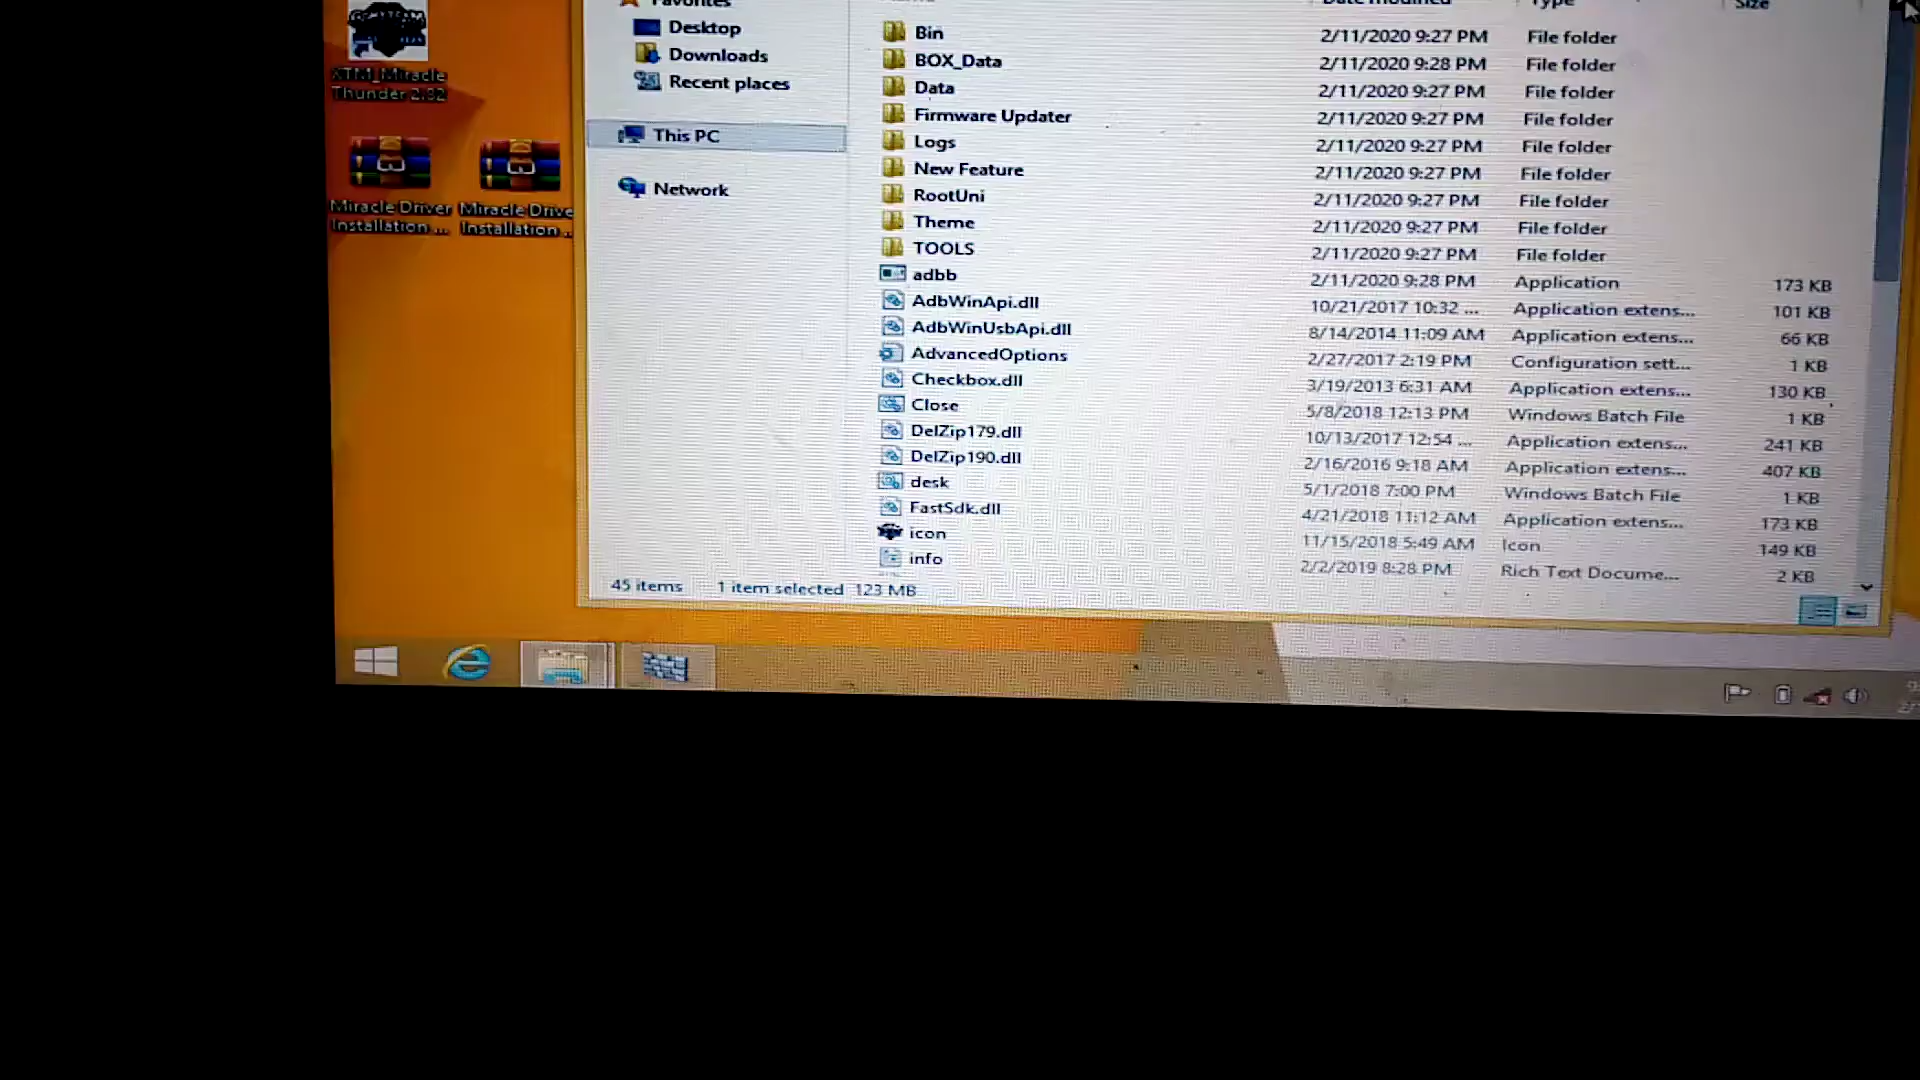 Favorites
Date modified Type Size
Desktop
Downloads
Recent places
This PC
Network
XTM_Miracle
Thunder 2.82
Miracle Driver
Installation ...
Miracle Drive
Installation ...
Bin 2/11/2020 9:27 PM File folder
BOX_Data 2/11/2020 9:28 PM File folder
Data 2/11/2020 9:27 PM File folder
Firmware Updater 2/11/2020 9:27 PM File folder
Logs 2/11/2020 9:27 PM File folder
New Feature 2/11/2020 9:27 PM File folder
RootUni 2/11/2020 9:27 PM File folder
Theme 2/11/2020 9:27 PM File folder
TOOLS 2/11/2020 9:27 PM File folder
adbb 2/11/2020 9:28 PM Application 173 KB
AdbWinApi.dll 10/21/2017 10:32 ... Application extens... 101 KB
AdbWinUsbApi.dll 8/14/2014 11:09 AM Application extens... 66 KB
AdvancedOptions 2/27/2017 2:19 PM Configuration sett... 1 KB
Checkbox.dll 3/19/2013 6:31 AM Application extens... 130 KB
Close 5/8/2018 12:13 PM Windows Batch File 1 KB
DelZip179.dll 10/13/2017 12:54 ... Application extens... 241 KB
DelZip190.dll 2/16/2016 9:18 AM Application extens... 407 KB
desk 5/1/2018 7:00 PM Windows Batch File 1 KB
FastSdk.dll 4/21/2018 11:12 AM Application extens... 173 KB
icon 11/15/2018 5:49 AM Icon 149 KB
info 2/2/2019 8:28 PM Rich Text Docume... 2 KB
45 items 1 item selected 123 MB